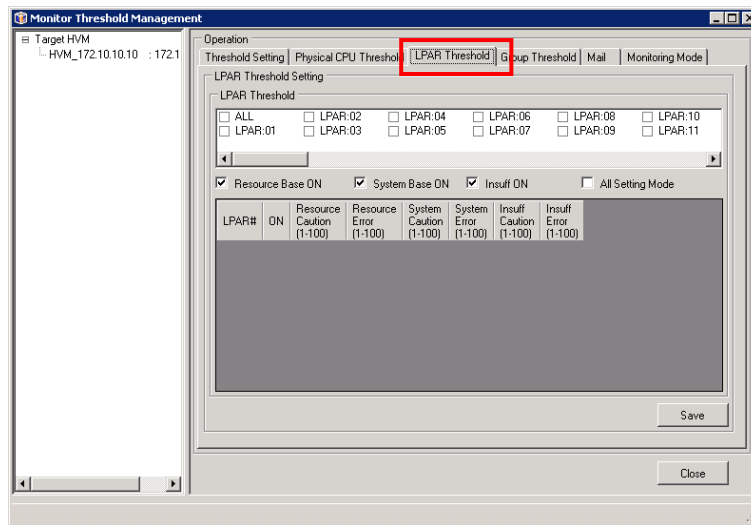 Monitor Threshold Management
Target HVM
HVM_172.10.10.10 : 172.1
Operation
Threshold Setting Physical CPU Threshol LPAR Threshold Group Threshold Mail Monitoring Mode
LPAR Threshold Setting
LPAR Threshold
ALL LPAR:02 LPAR:04 LPAR:06 LPAR:08 LPAR:10
LPAR:01 LPAR:03 LPAR:05 LPAR:07 LPAR:09 LPAR:11
Resource Base ON System Base ON Insuff ON All Setting Mode
LPAR# ON Resource Caution (1-100) Resource Error (1-100) System Caution (1-100) System Error (1-100) Insuff Caution (1-100) Insuff Error (1-100)
Save
Close